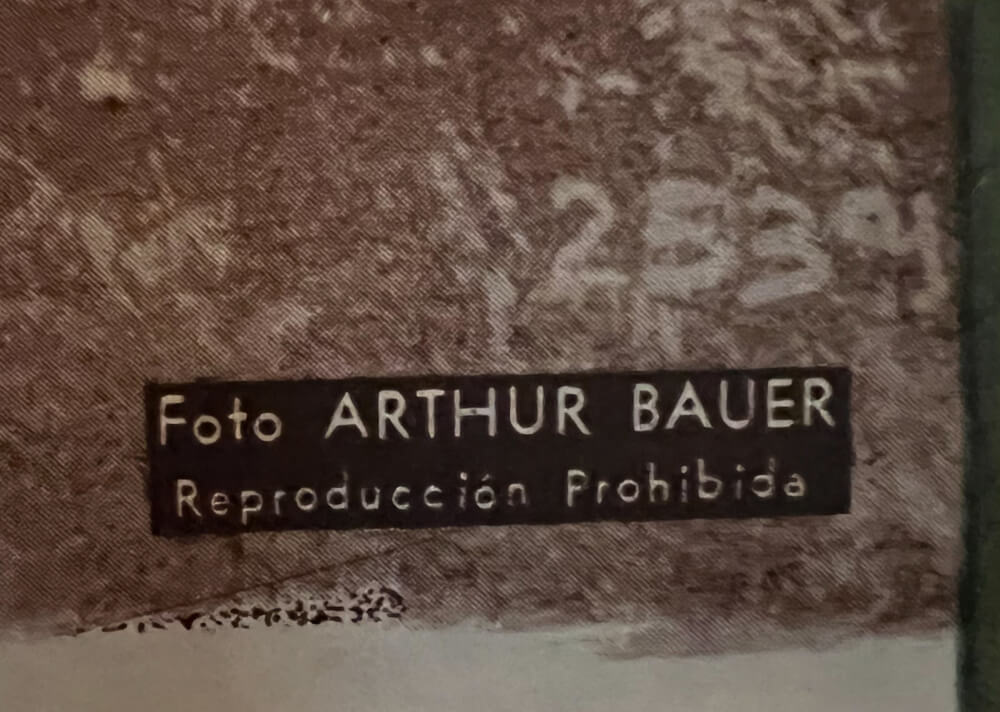 Foto ARTHUR BAUER
Reproducción Prohibida